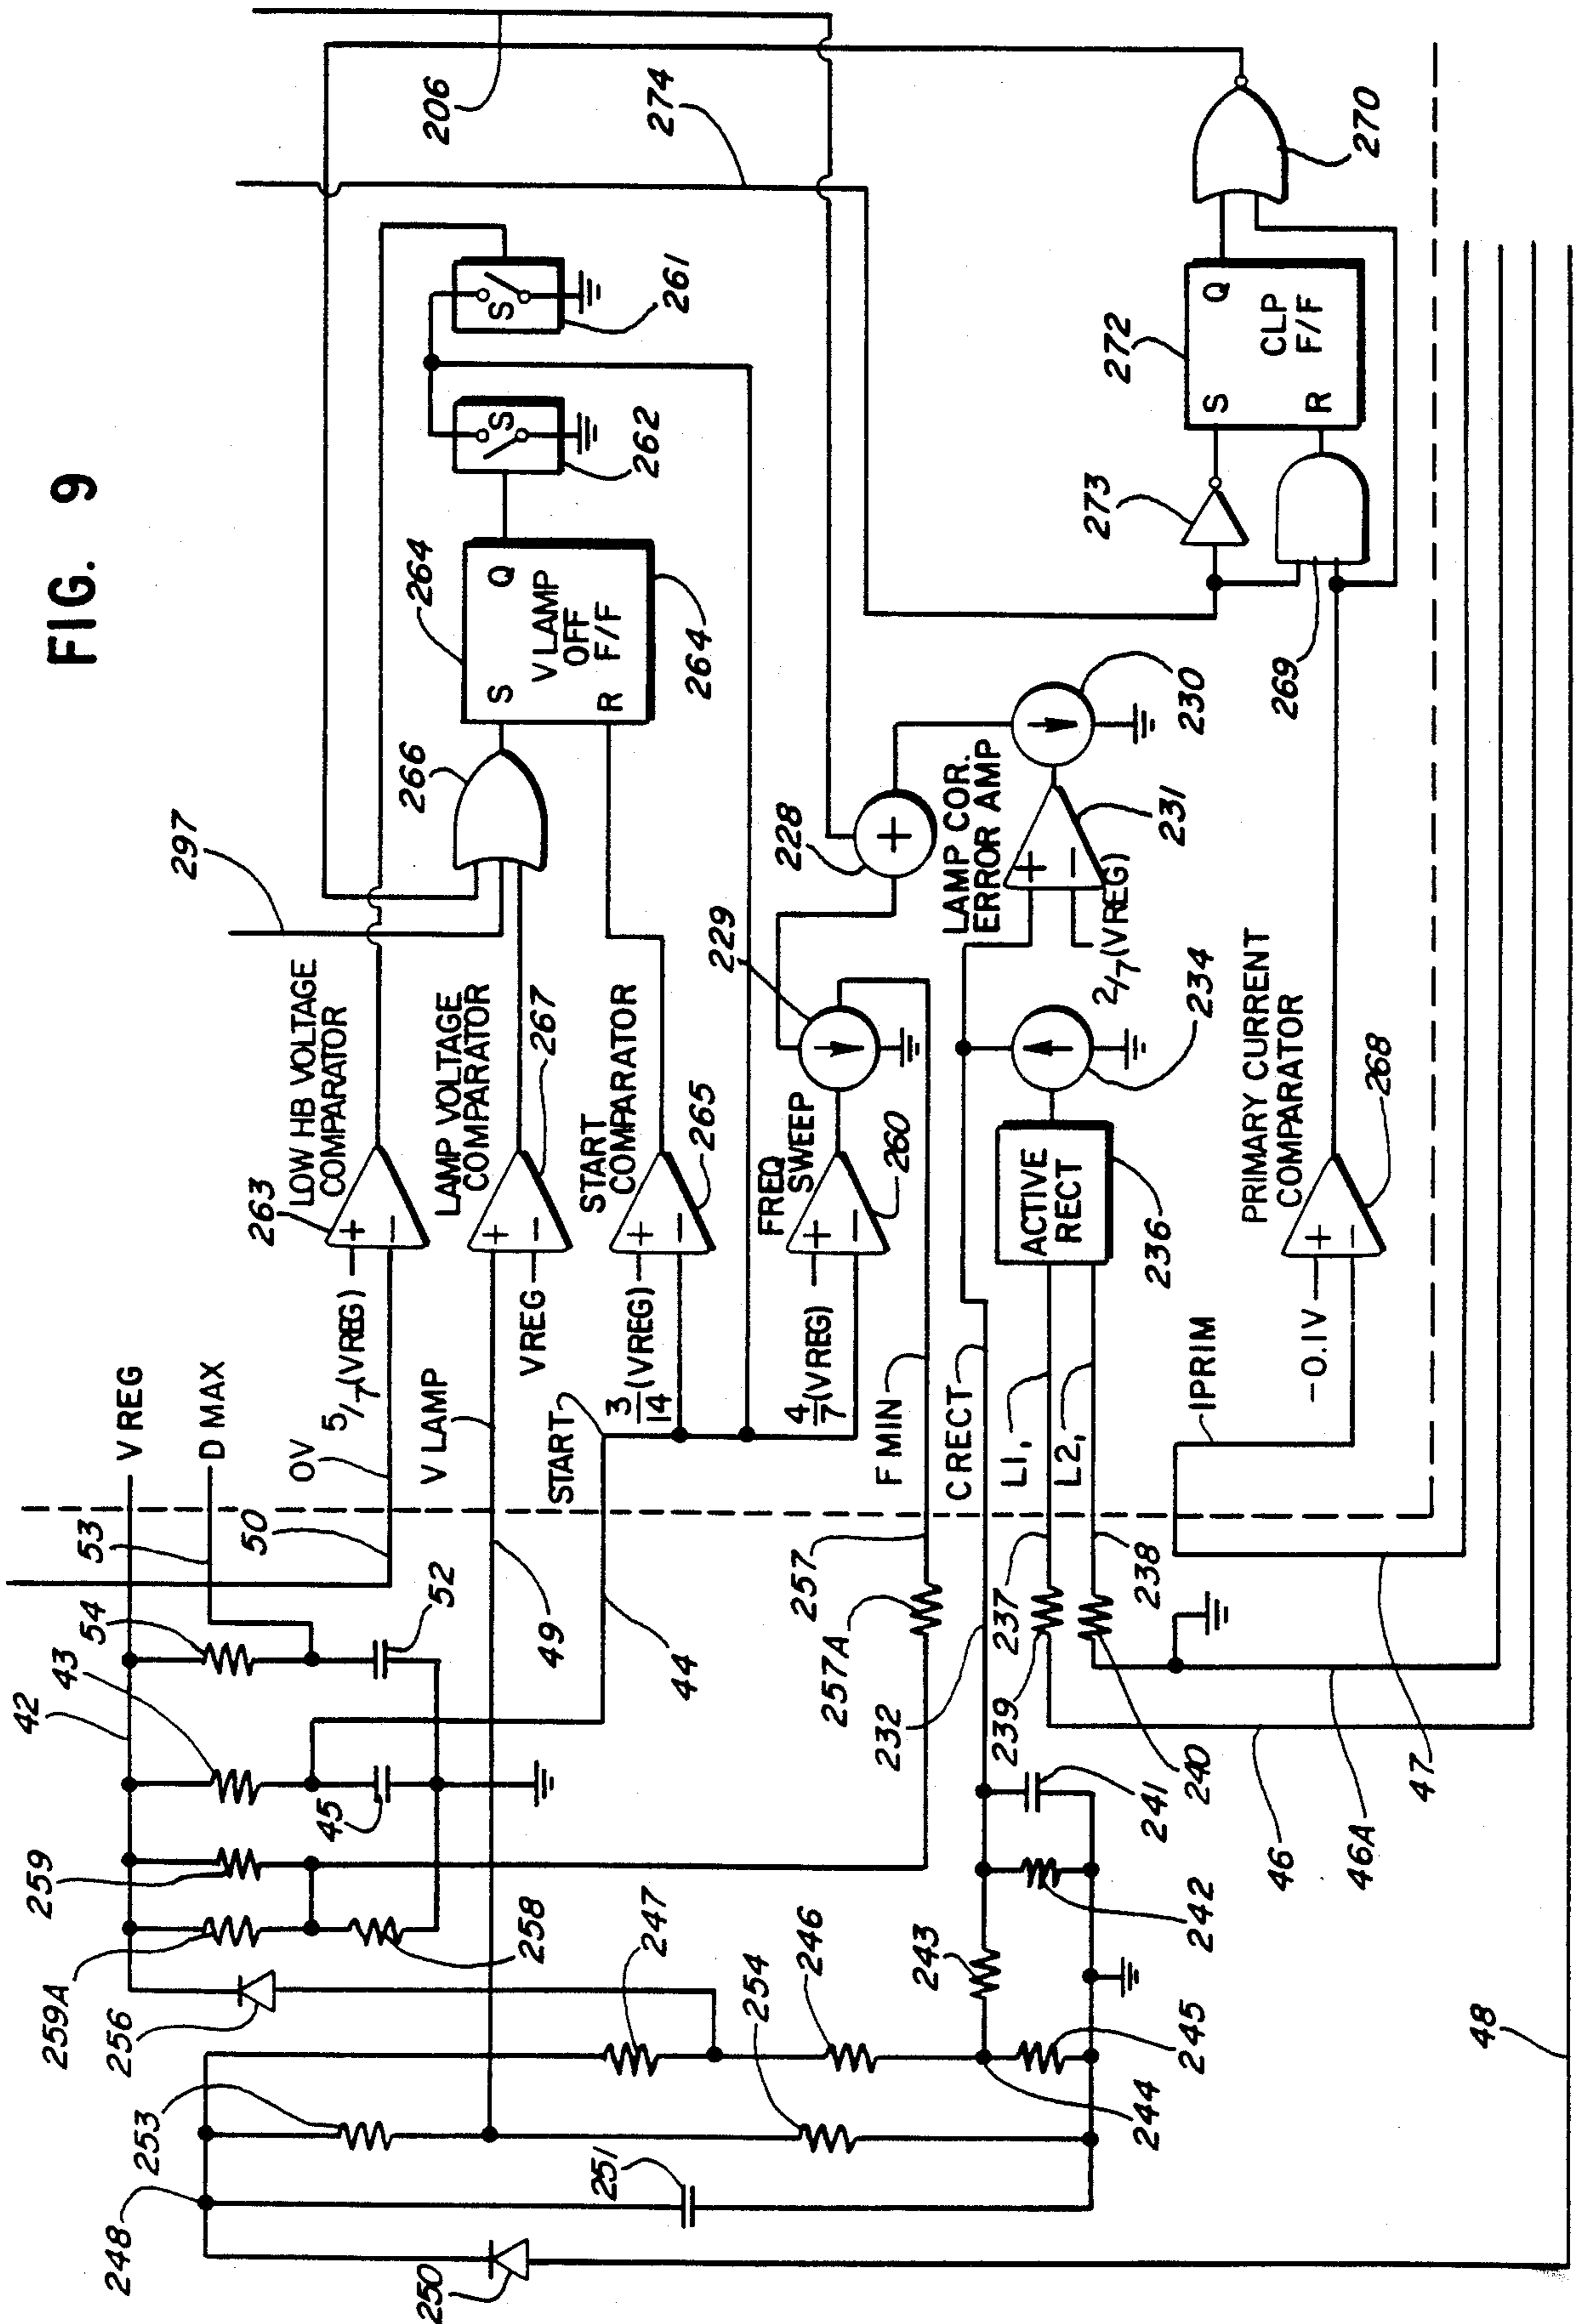 FIG. 9
206
274
297
266
264
V LAMP
OFF
F/F
S
Q
R
264
262
S
261
S
263
LOW HB VOLTAGE
COMPARATOR
+
−
5/7 (VREG)
LAMP VOLTAGE
COMPARATOR
267
+
−
VREG
START
COMPARATOR
265
+
−
3/14 (VREG)
FREQ
SWEEP
260
+
−
4/7 (VREG)
229
228
+
230
LAMP COR.
ERROR AMP
231
+
−
2/7 (VREG)
234
ACTIVE
RECT
236
PRIMARY CURRENT
COMPARATOR
268
+
−
-0.1V
269
273
272
S
Q
R
CLP
F/F
270
V REG
D MAX
OV
V LAMP
START
F MIN
C RECT
L1,
L2,
IPRIM
42
43
54
53
50
52
49
44
45
259
259A
258
256
257
257A
232
237
239
238
240
241
242
243
244
245
246
247
254
253
251
248
250
46
46A
47
48